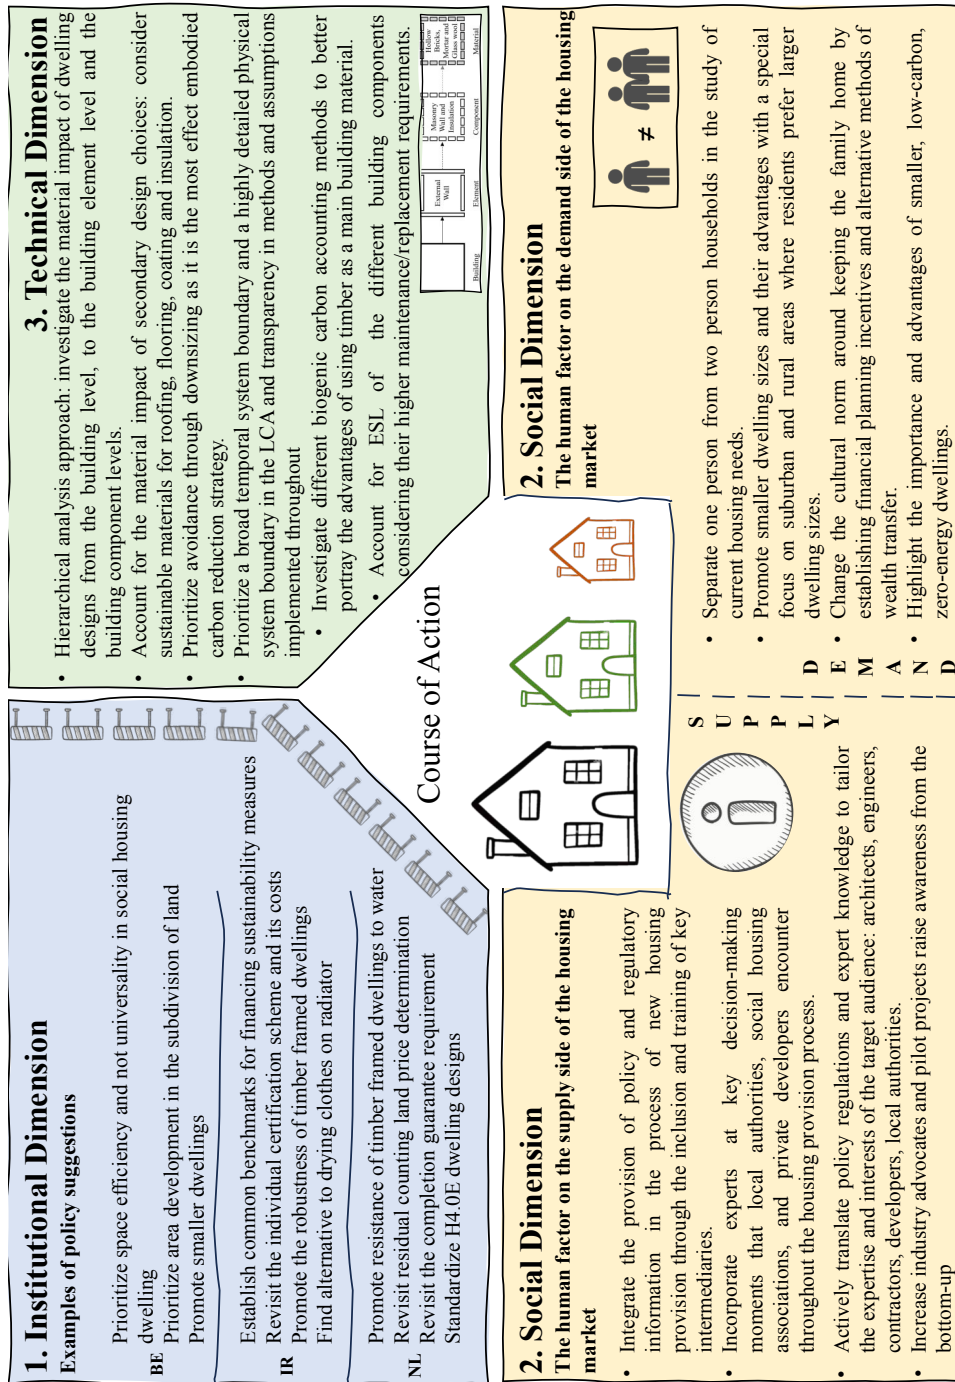 1. Institutional Dimension
Examples of policy suggestions
Prioritize space efficiency and not universality in social housing
dwelling
BE
Prioritize area development in the subdivision of land
Promote smaller dwellings
Establish common benchmarks for financing sustainability measures
Revisit the individual certification scheme and its costs
IR
Promote the robustness of timber framed dwellings
Find alternative to drying clothes on radiator
Promote resistance of timber framed dwellings to water
Revisit residual counting land price determination
NL
Revisit the completion guarantee requirement
Standardize H4.0E dwelling designs
3. Technical Dimension
• Hierarchical analysis approach: investigate the material impact of dwelling
designs from the building level, to the building element level and the
building component levels.
• Account for the material impact of secondary design choices: consider
sustainable materials for roofing, flooring, coating and insulation.
• Prioritize avoidance through downsizing as it is the most effect embodied
carbon reduction strategy.
• Prioritize a broad temporal system boundary and a highly detailed physical
system boundary in the LCA and transparency in methods and assumptions
implemented throughout
• Investigate different biogenic carbon accounting methods to better
portray the advantages of using timber as a main building material.
• Account for ESL of the different building components
considering their higher maintenance/replacement requirements.
External
Wall
Masonry
Wall and
Insulation
Hollow
Bricks,
Mortar and
Glass wool
Building
Element
Component
Material
Course of Action
2. Social Dimension
The human factor on the supply side of the housing
market
• Integrate the provision of policy and regulatory
information in the process of new housing
provision through the inclusion and training of key
intermediaries.
• Incorporate experts at key decision-making
moments that local authorities, social housing
associations, and private developers encounter
throughout the housing provision process.
• Actively translate policy regulations and expert knowledge to tailor
the expertise and interests of the target audience: architects, engineers,
contractors, developers, local authorities.
• Increase industry advocates and pilot projects raise awareness from the
bottom-up
S
U
P
P
L
Y
D
E
M
A
N
D
2. Social Dimension
The human factor on the demand side of the housing
market
≠
• Separate one person from two person households in the study of
current housing needs.
• Promote smaller dwelling sizes and their advantages with a special
focus on suburban and rural areas where residents prefer larger
dwelling sizes.
• Change the cultural norm around keeping the family home by
establishing financial planning incentives and alternative methods of
wealth transfer.
• Highlight the importance and advantages of smaller, low-carbon,
zero-energy dwellings.